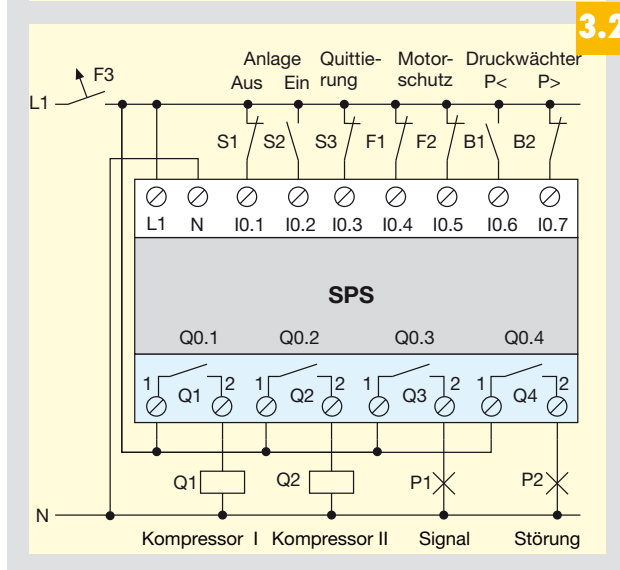 3.2
Anlage Quittie- Motor- Druckwächter
Aus Ein rung schutz P< P>
F3
L1
S1 S2 S3 F1 F2 B1 B2
L1 N I0.1 I0.2 I0.3 I0.4 I0.5 I0.6 I0.7
SPS
Q0.1 Q0.2 Q0.3 Q0.4
1 2 1 2 1 2 1 2
Q1 Q2 Q3 Q4
Q1 Q2 P1 P2
N
Kompressor I Kompressor II Signal Störung